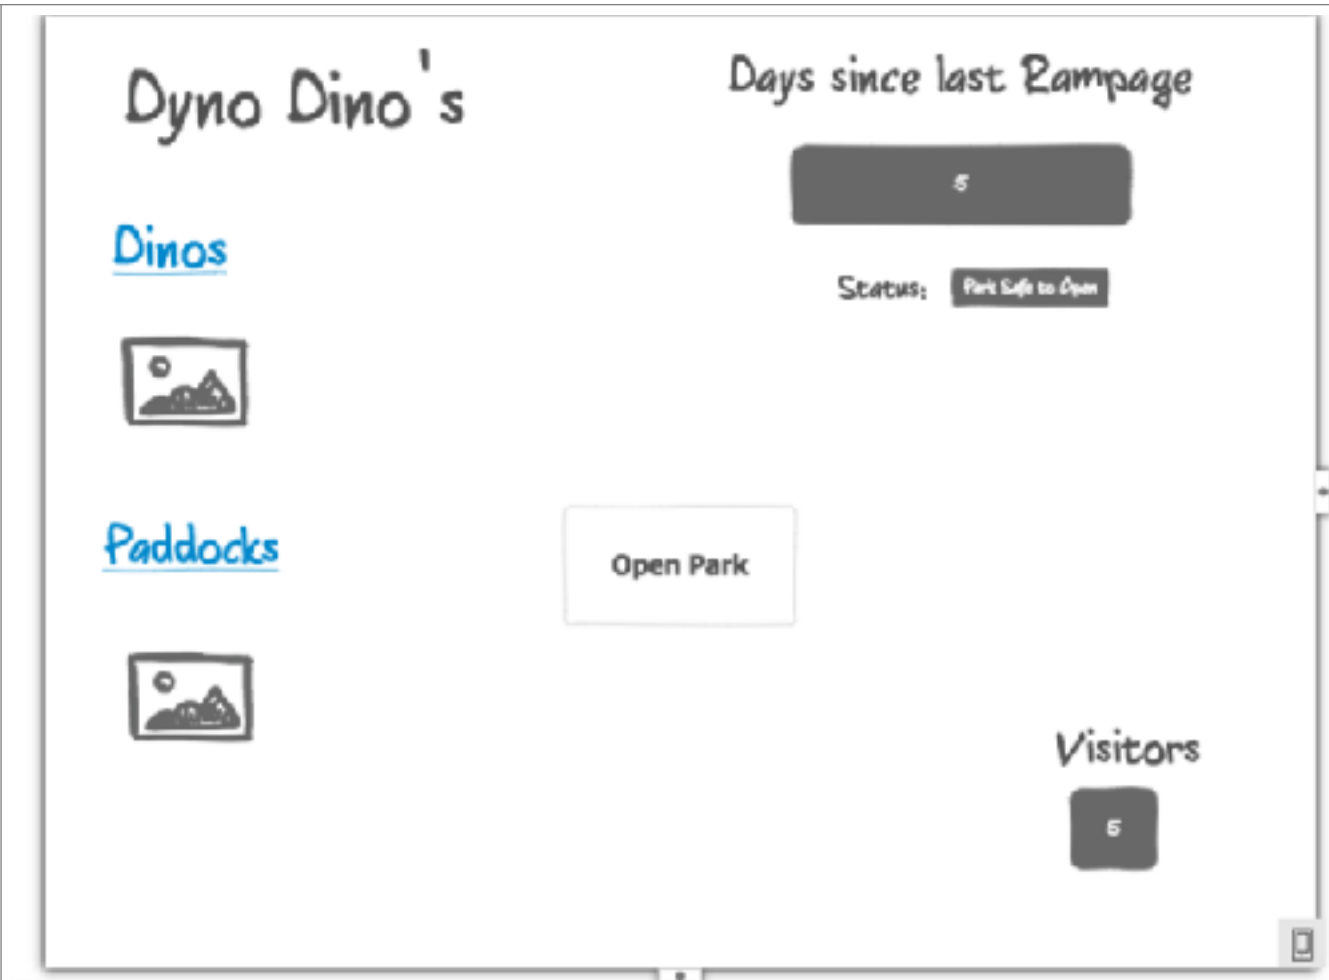 Dyno Dino's
Days since last Rampage
5
Dinos
Status: Park Safe to Open
Paddocks
Open Park
Visitors
5